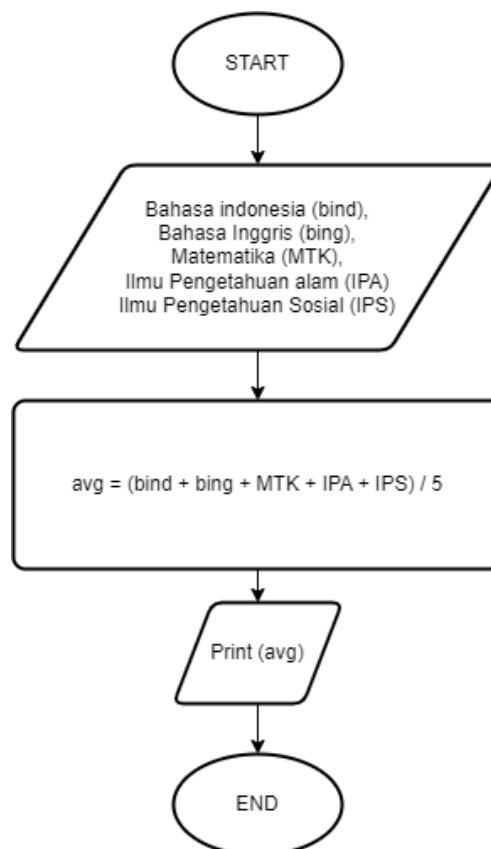 START
Bahasa indonesia (bind),
Bahasa Inggris (bing),
Matematika (MTK),
Ilmu Pengetahuan alam (IPA)
Ilmu Pengetahuan Sosial (IPS)
avg = (bind + bing + MTK + IPA + IPS) / 5
Print (avg)
END